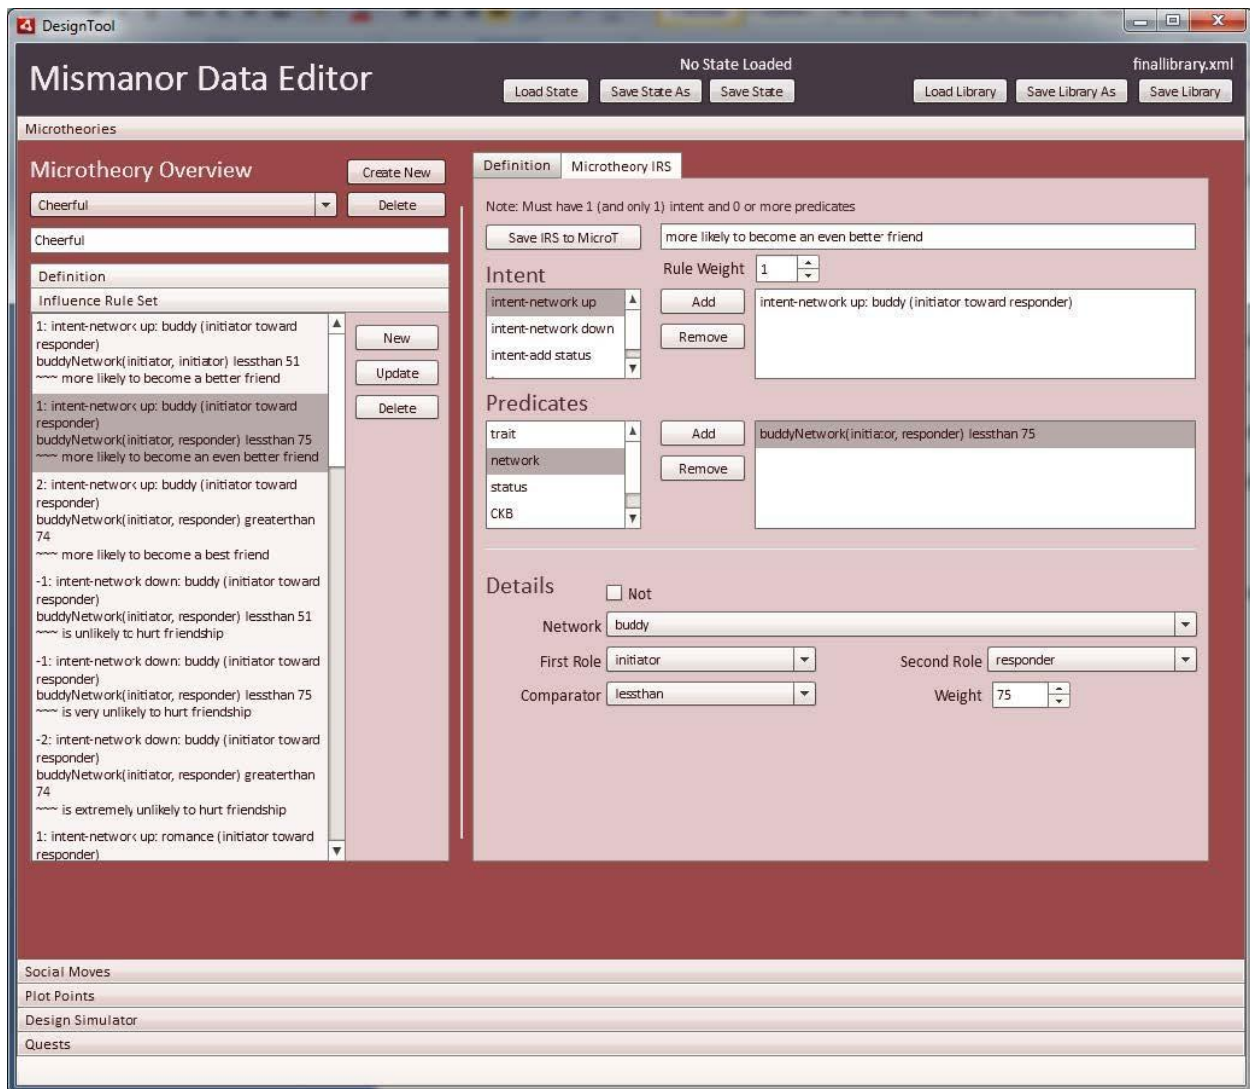 DesignTool
Mismanor Data Editor
No State Loaded
finallibrary.xml
Load State
Save State As
Save State
Load Library
Save Library As
Save Library
Microtheories
Microtheory Overview
Create New
Cheerful
Delete
Cheerful
Definition
Influence Rule Set
1: intent-network up: buddy (initiator toward
responder)
buddyNetwork(initiator, initiator) lessthan 51
~~~ more likely to become a better friend
1: intent-network up: buddy (initiator toward
responder)
buddyNetwork(initiator, responder) lessthan 75
~~~ more likely to become an even better friend
2: intent-network up: buddy (initiator toward
responder)
buddyNetwork(initiator, responder) greaterthan
74
~~~ more likely to become a best friend
-1: intent-network down: buddy (initiator toward
responder)
buddyNetwork(initiator, responder) lessthan 51
~~~ is unlikely to hurt friendship
-1: intent-network down: buddy (initiator toward
responder)
buddyNetwork(initiator, responder) lessthan 75
~~~ is very unlikely to hurt friendship
-2: intent-network down: buddy (initiator toward
responder)
buddyNetwork(initiator, responder) greaterthan
74
~~~ is extremely unlikely to hurt friendship
1: intent-network up: romance (initiator toward
responder)
New
Update
Delete
Definition
Microtheory IRS
Note: Must have 1 (and only 1) intent and 0 or more predicates
Save IRS to MicroT
more likely to become an even better friend
Intent
Rule Weight
1
intent-network up
intent-network down
intent-add status
Add
Remove
intent-network up: buddy (initiator toward responder)
Predicates
trait
network
status
CKB
Add
Remove
buddyNetwork(initiator, responder) lessthan 75
Details
Not
Network
buddy
First Role
initiator
Second Role
responder
Comparator
lessthan
Weight
75
Social Moves
Plot Points
Design Simulator
Quests